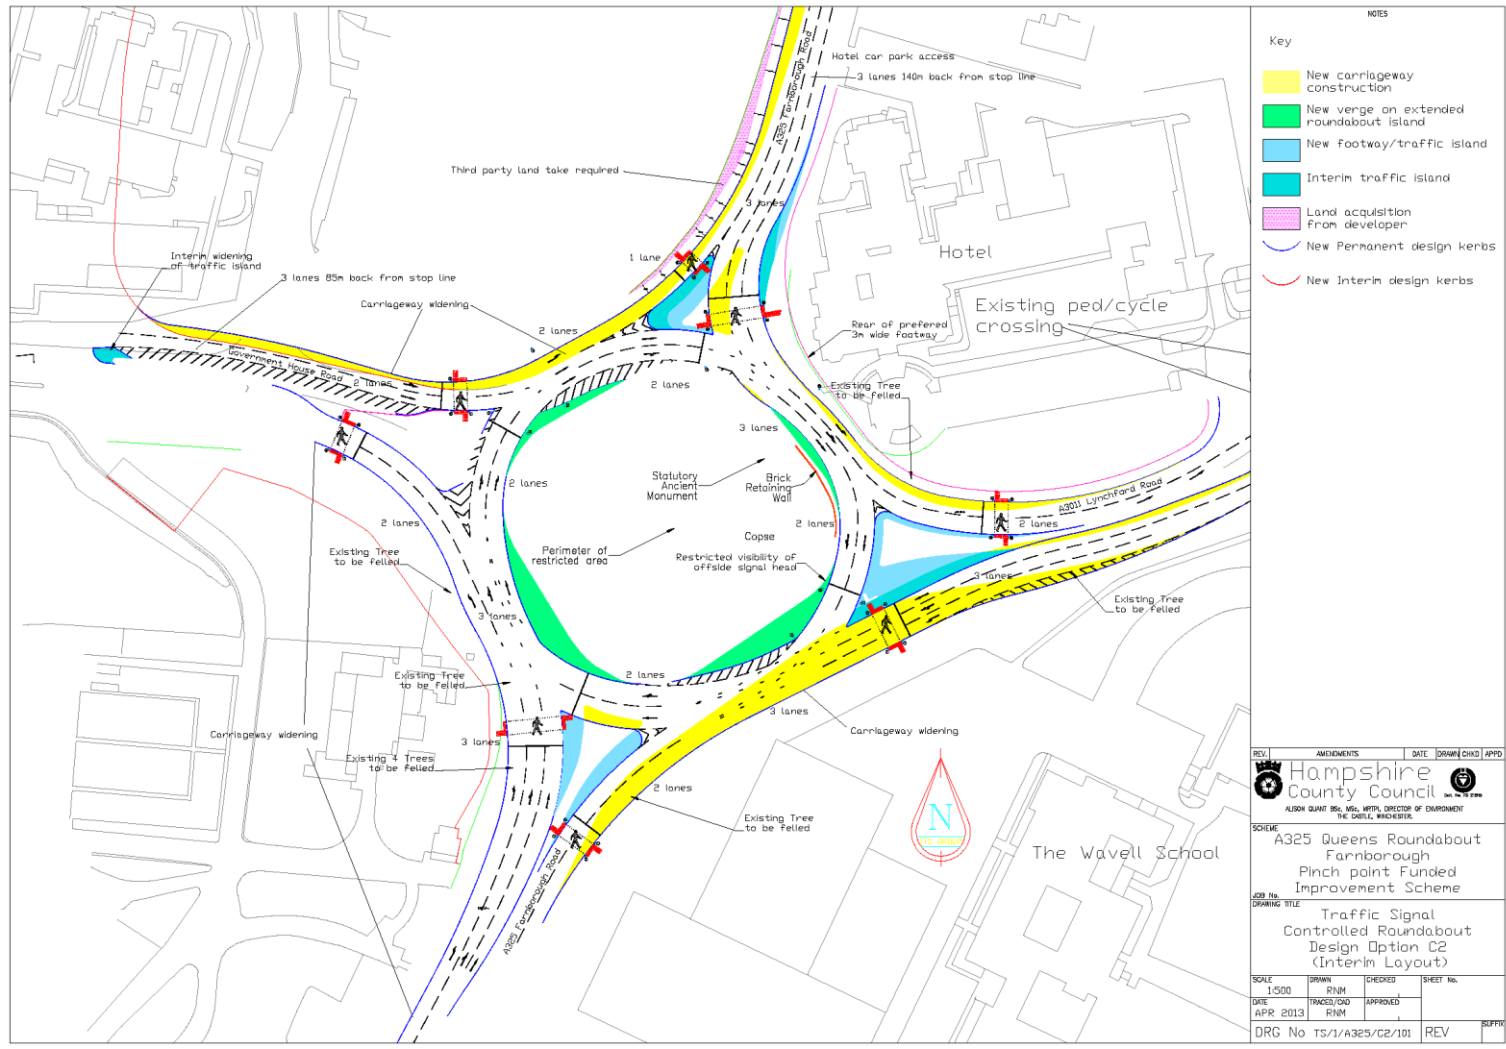 Hotel car park access
3 lanes 140m back from stop line
A325 Farnborough Road
Third party land take required
3 lanes
1 lane
Interim widening
of traffic island
3 lanes 85m back from stop line
Carriageway widening
2 lanes
Government House Road
2 lanes
2 lanes
Hotel
Existing ped/cycle
crossing
Rear of prefered
3m wide footway
Existing Tree
to be felled
3 lanes
Statutory
Ancient
Monument
Brick
Retaining
Wall
2 lanes
2 lanes
2 lanes
A3011 Lynchford Road
2 lanes
Copse
Perimeter of
restricted area
Restricted visibility of
offside signal head
Existing Tree
to be felled
3 lanes
Existing Tree
to be felled
3 lanes
2 lanes
Existing Tree
to be felled
3 lanes
Carriageway widening
Carriageway widening
3 lanes
Existing 4 Trees
to be felled
2 lanes
Existing Tree
to be felled
A325 Farnborough Road
N
The Wavell School
NOTES
Key
New carriageway
construction
New verge on extended
roundabout island
New footway/traffic island
Interim traffic island
Land acquisition
from developer
New Permanent design kerbs
New Interim design kerbs
REV. AMENDMENTS DATE DRAWN CHKD APPD
Hampshire
County Council
ALISON QUANT BSc, MSc, MRTPI, DIRECTOR OF ENVIRONMENT
THE CASTLE, WINCHESTER.
SCHEME
A325 Queens Roundabout
Farnborough
Pinch point Funded
Improvement Scheme
JOB No.
DRAWING TITLE
Traffic Signal
Controlled Roundabout
Design Option C2
(Interim Layout)
SCALE DRAWN CHECKED SHEET No.
1:500 RNM
DATE TRACED/CAD APPROVED
APR 2013 RNM
DRG No TS/1/A325/C2/101 REV SUFFIX